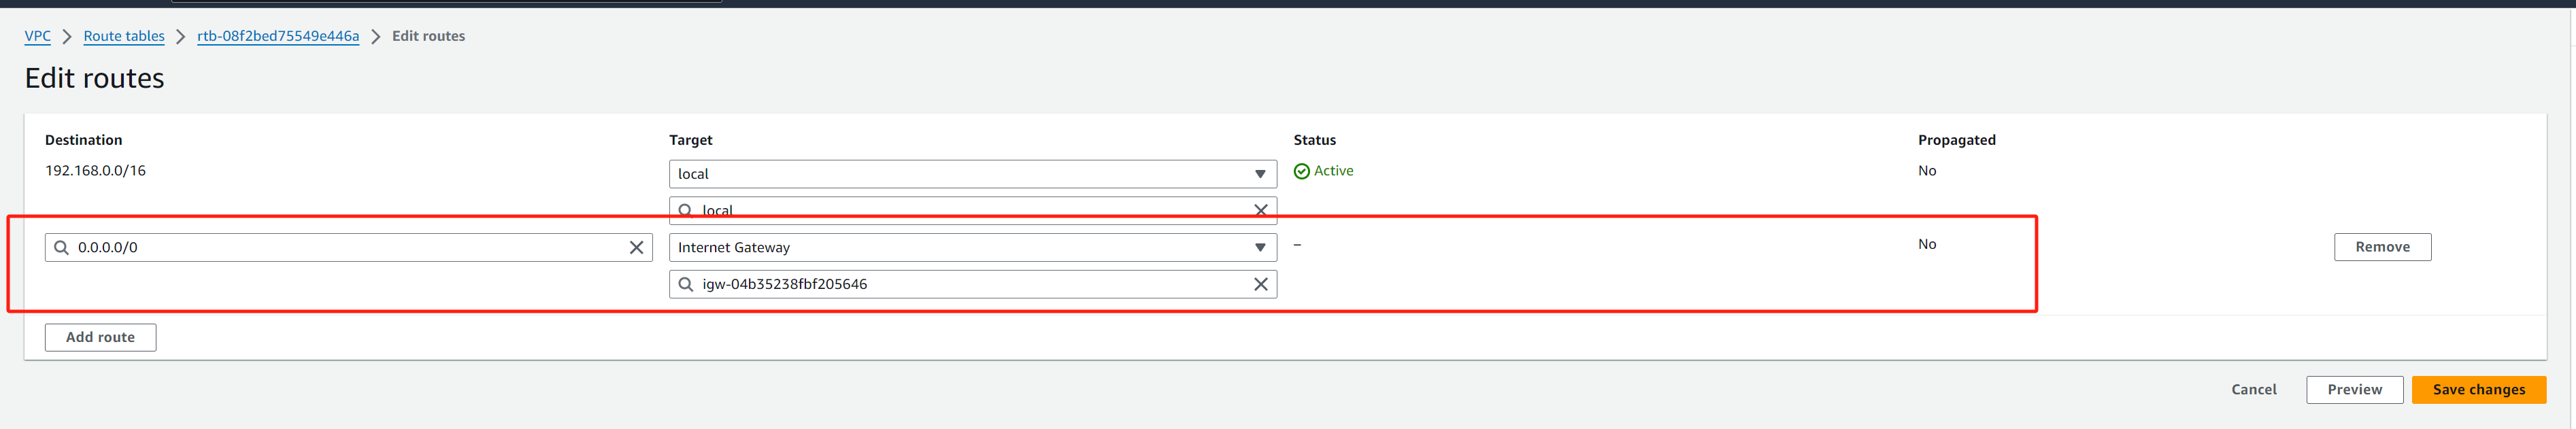 VPC > Route tables > rtb-08f2bed75549e446a > Edit routes
Edit routes
Destination Target Status Propagated
192.168.0.0/16 local Active No
local
0.0.0.0/0 Internet Gateway – No Remove
igw-04b35238fbf205646
Add route
Cancel Preview Save changes